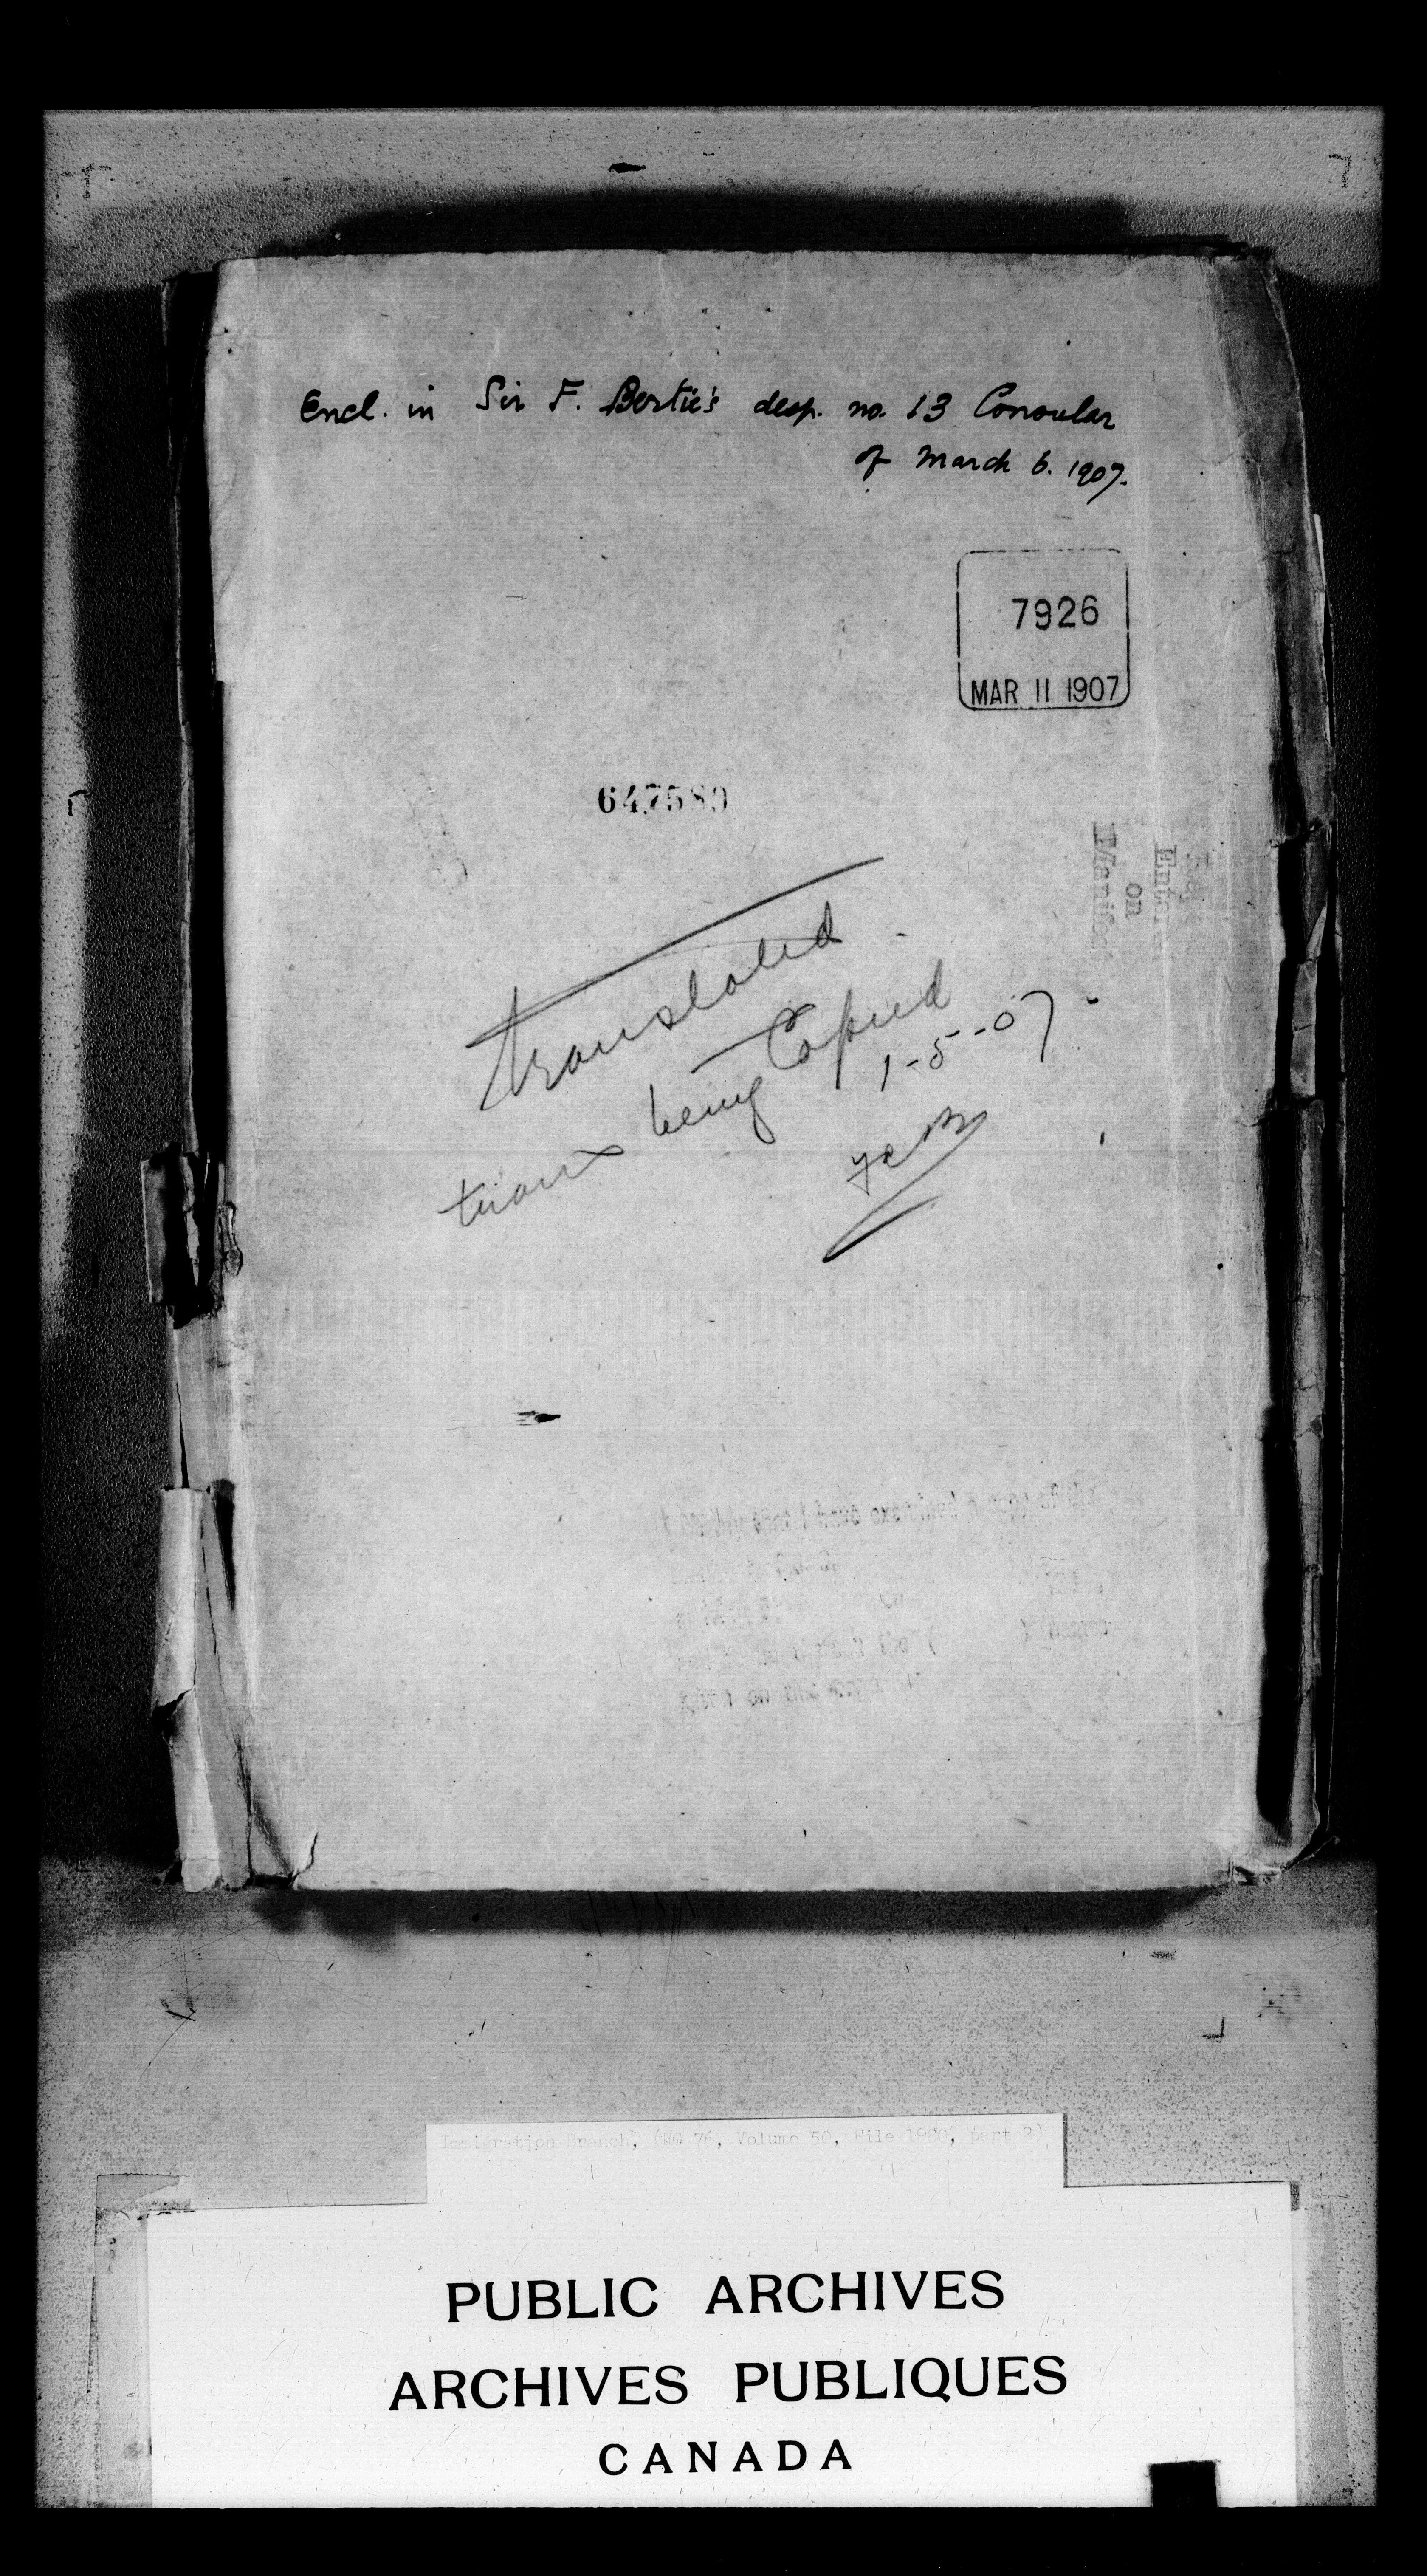 Encl. in Sir F. Bertie's desp. no. 13 Consular
of March 6. 1907.
7926
MAR 11 1907
647589
on
Translated
trans being Copied
1-5-07
Immigration Branch, (RG 76, Volume 50, File 1980, part 2)
PUBLIC ARCHIVES
ARCHIVES PUBLIQUES
CANADA